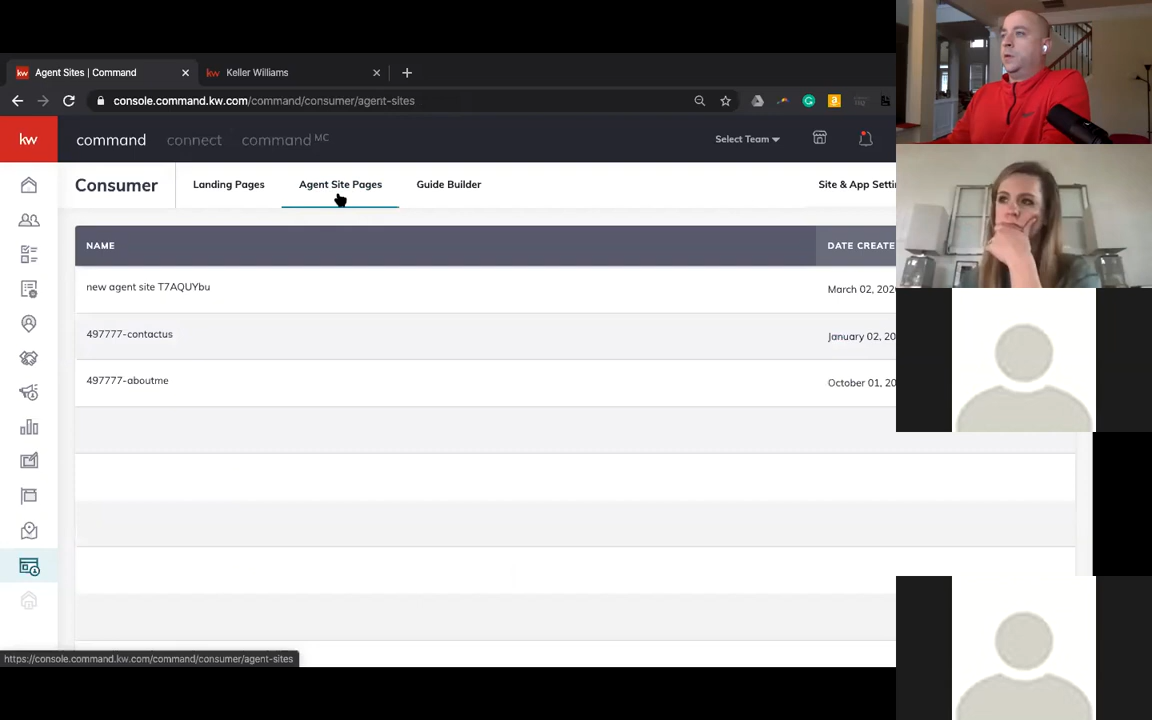 Agent Sites | Command
Keller Williams
console.command.kw.com/command/consumer/agent-sites
kw
command
connect
command MC
Select Team
Consumer
Landing Pages
Agent Site Pages
Guide Builder
Site & App Setti
NAME
DATE CREATE
new agent site T7AQUYbu
March 02, 202
497777-contactus
January 02, 20
497777-aboutme
October 01, 20
https://console.command.kw.com/command/consumer/agent-sites